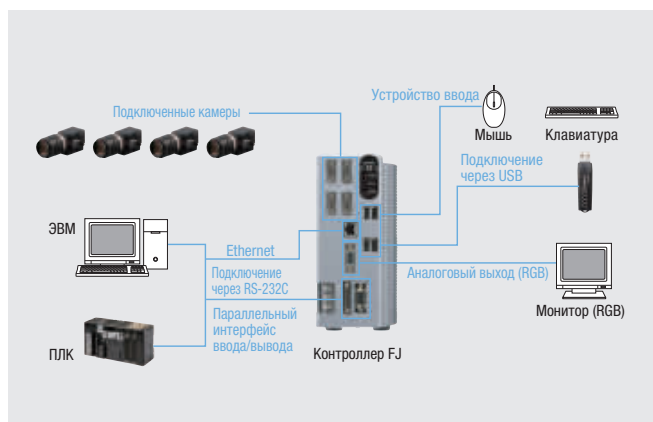 Устройство ввода
Подключенные камеры
Мышь
Клавиатура
Подключение
через USB
ЭВМ
Ethernet
Подключение
через RS-232C
Аналоговый выход (RGB)
Параллельный
интерфейс
ввода/вывода
Монитор (RGB)
ПЛК
Контроллер FJ